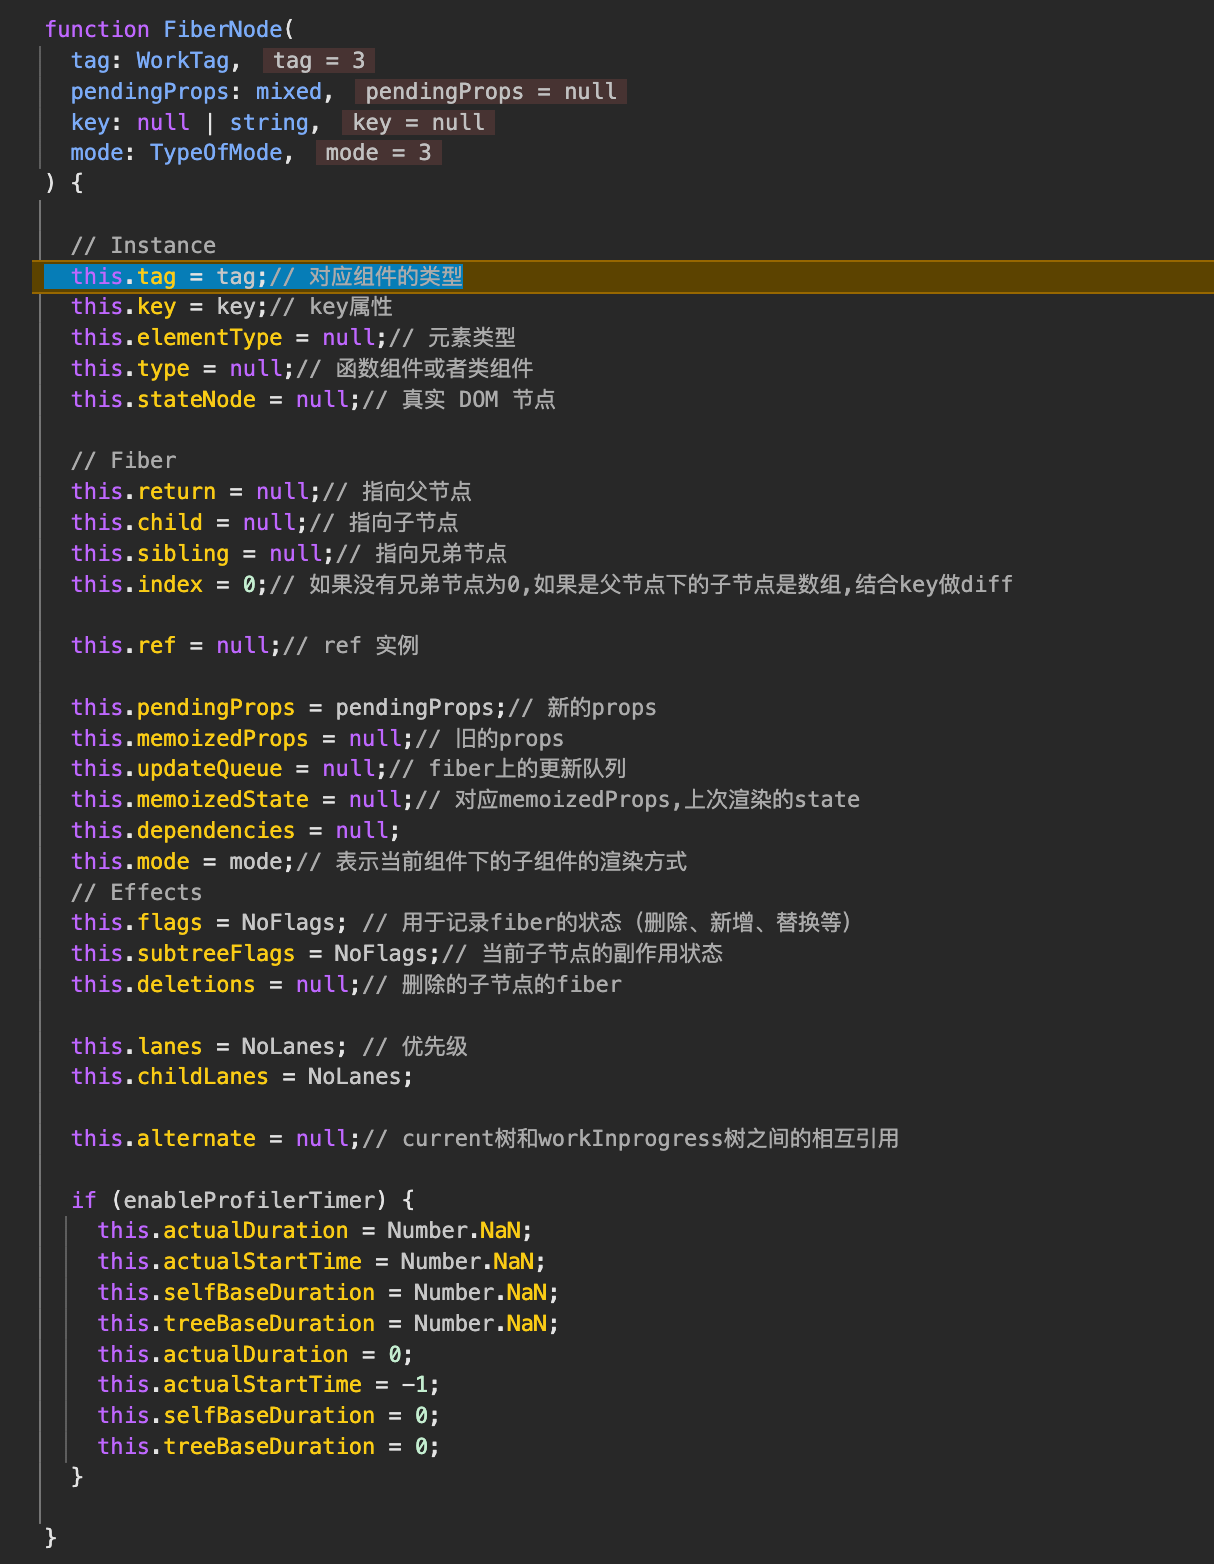 function FiberNode(
tag: WorkTag, tag = 3
pendingProps: mixed, pendingProps = null
key: null | string, key = null
mode: TypeOfMode, mode = 3
) {
// Instance
this.tag = tag;// 对应组件的类型
this.key = key;// key属性
this.elementType = null;// 元素类型
this.type = null;// 函数组件或者类组件
this.stateNode = null;// 真实 DOM 节点
// Fiber
this.return = null;// 指向父节点
this.child = null;// 指向子节点
this.sibling = null;// 指向兄弟节点
this.index = 0;// 如果没有兄弟节点为0,如果是父节点下的子节点是数组,结合key做diff
this.ref = null;// ref 实例
this.pendingProps = pendingProps;// 新的props
this.memoizedProps = null;// 旧的props
this.updateQueue = null;// fiber上的更新队列
this.memoizedState = null;// 对应memoizedProps,上次渲染的state
this.dependencies = null;
this.mode = mode;// 表示当前组件下的子组件的渲染方式
// Effects
this.flags = NoFlags; // 用于记录fiber的状态（删除、新增、替换等）
this.subtreeFlags = NoFlags;// 当前子节点的副作用状态
this.deletions = null;// 删除的子节点的fiber
this.lanes = NoLanes; // 优先级
this.childLanes = NoLanes;
this.alternate = null;// current树和workInprogress树之间的相互引用
if (enableProfilerTimer) {
this.actualDuration = Number.NaN;
this.actualStartTime = Number.NaN;
this.selfBaseDuration = Number.NaN;
this.treeBaseDuration = Number.NaN;
this.actualDuration = 0;
this.actualStartTime = -1;
this.selfBaseDuration = 0;
this.treeBaseDuration = 0;
}
}